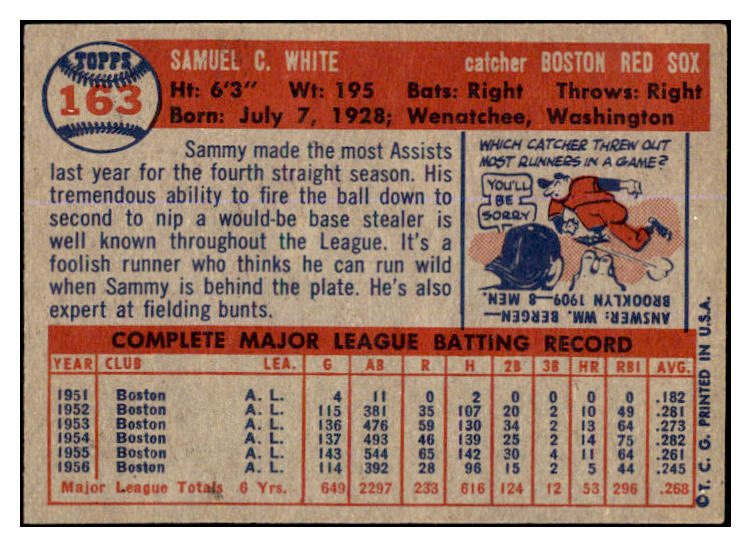 TOPPS
163
SAMUEL C. WHITE catcher BOSTON RED SOX
Ht: 6'3" Wt: 195 Bats: Right Throws: Right
Born: July 7, 1928; Wenatchee, Washington
Sammy made the most Assists
last year for the fourth straight season. His
tremendous ability to fire the ball down to
second to nip a would-be base stealer is
well known throughout the League. It's a
foolish runner who thinks he can run wild
when Sammy is behind the plate. He's also
expert at fielding bunts.
WHICH CATCHER THREW OUT
MOST RUNNERS IN A GAME?
YOU'LL
BE
SORRY
ANSWER: WM. BERGEN-
BROOKLYN 1909-8 MEN.
COMPLETE MAJOR LEAGUE BATTING RECORD
YEAR CLUB LEA. G AB R H 2B 3B HR RBI AVG.
1951 Boston A. L. 4 11 0 2 0 0 0 0 .182
1952 Boston A. L. 115 381 35 107 20 2 10 49 .281
1953 Boston A. L. 136 476 59 130 34 2 13 64 .273
1954 Boston A. L. 137 493 46 139 25 2 14 75 .282
1955 Boston A. L. 143 544 65 142 30 4 11 64 .261
1956 Boston A. L. 114 392 28 96 15 2 5 44 .245
Major League Totals 6 Yrs. 649 2297 233 616 124 12 53 296 .268
©T. C. G. PRINTED IN U.S.A.